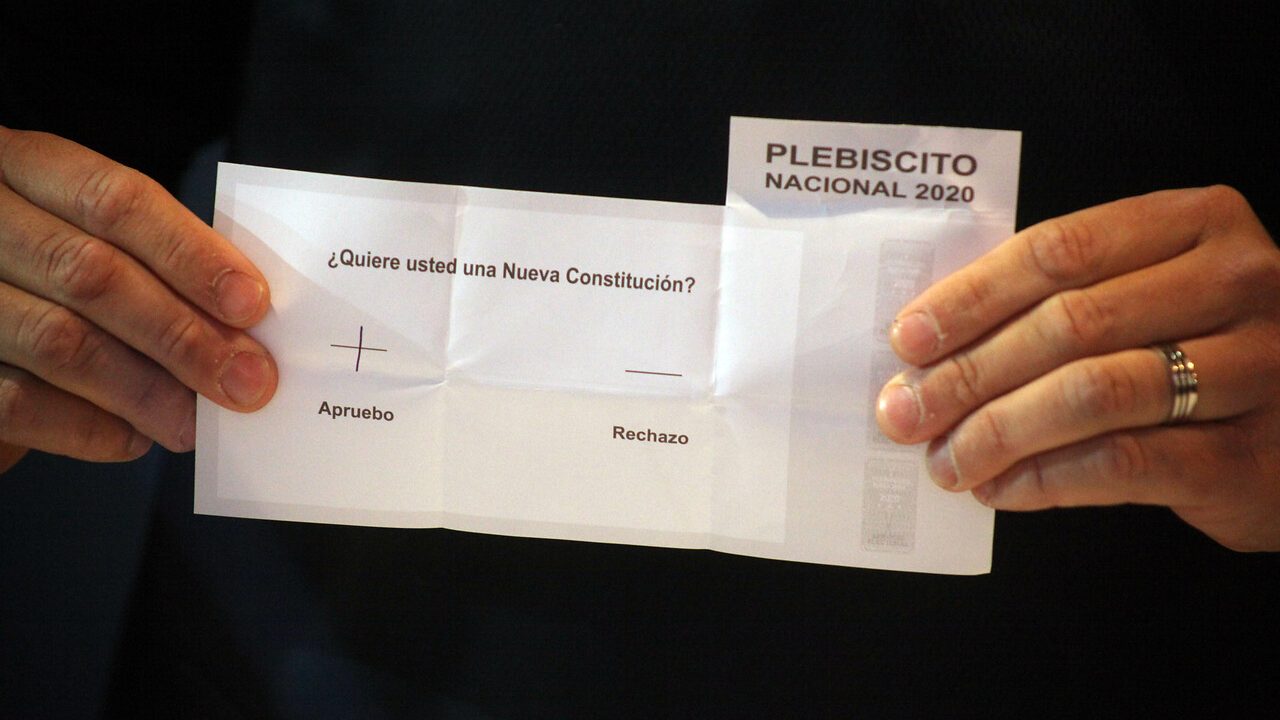 PLEBISCITO
NACIONAL 2020
¿Quiere usted una Nueva Constitución?
Apruebo
Rechazo